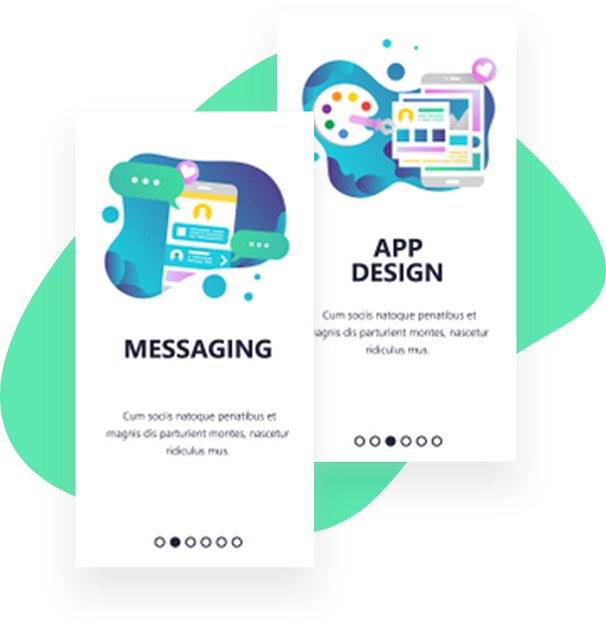 APP
DESIGN
Cum sociis natoque penatibus et
magnis dis parturient montes, nascetur
ridiculus mus.
MESSAGING
Cum sociis natoque penatibus et
magnis dis parturient montes, nascetur
ridiculus mus.